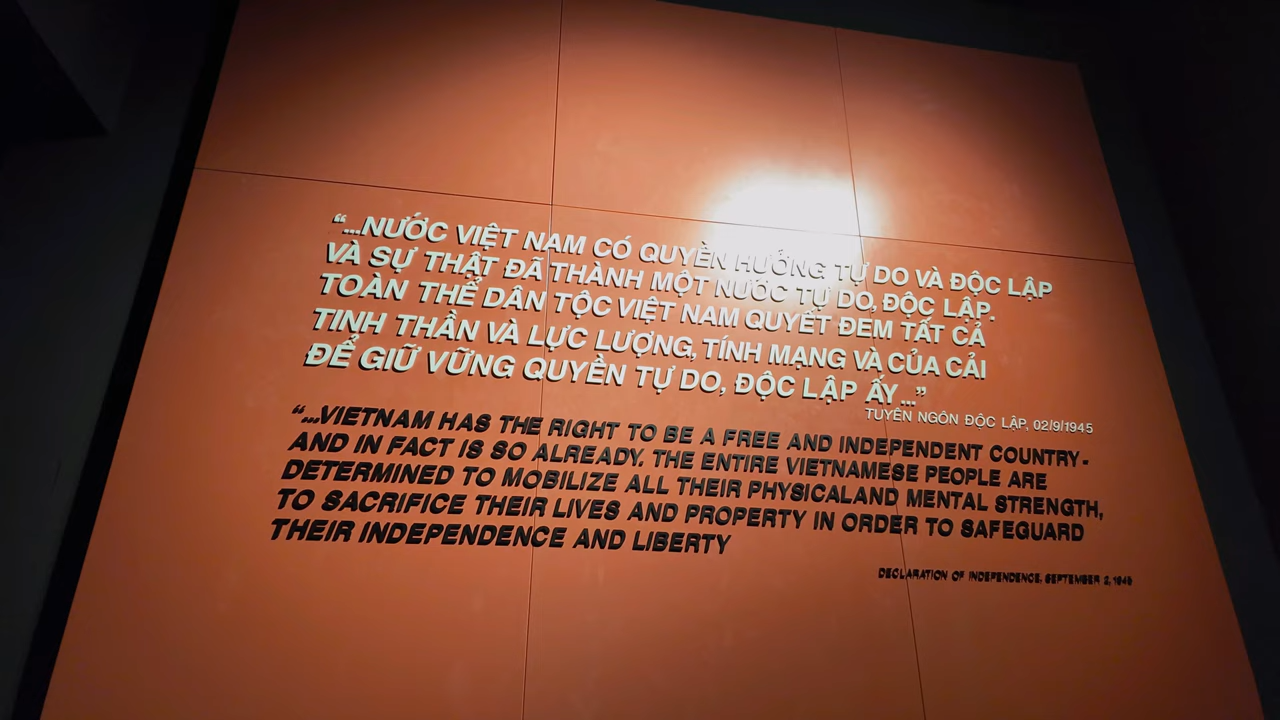 “...NƯỚC VIỆT NAM CÓ QUYỀN HƯỞNG TỰ DO VÀ ĐỘC LẬP
VÀ SỰ THẬT ĐÃ THÀNH MỘT NƯỚC TỰ DO, ĐỘC LẬP.
TOÀN THỂ DÂN TỘC VIỆT NAM QUYẾT ĐEM TẤT CẢ
TINH THẦN VÀ LỰC LƯỢNG, TÍNH MẠNG VÀ CỦA CẢI
ĐỂ GIỮ VỮNG QUYỀN TỰ DO, ĐỘC LẬP ẤY...”
TUYÊN NGÔN ĐỘC LẬP, 02/9/1945
“...VIETNAM HAS THE RIGHT TO BE A FREE AND INDEPENDENT COUNTRY-
AND IN FACT IS SO ALREADY. THE ENTIRE VIETNAMESE PEOPLE ARE
DETERMINED TO MOBILIZE ALL THEIR PHYSICALAND MENTAL STRENGTH,
TO SACRIFICE THEIR LIVES AND PROPERTY IN ORDER TO SAFEGUARD
THEIR INDEPENDENCE AND LIBERTY
DECLARATION OF INDEPENDENCE, SEPTEMBER 2,